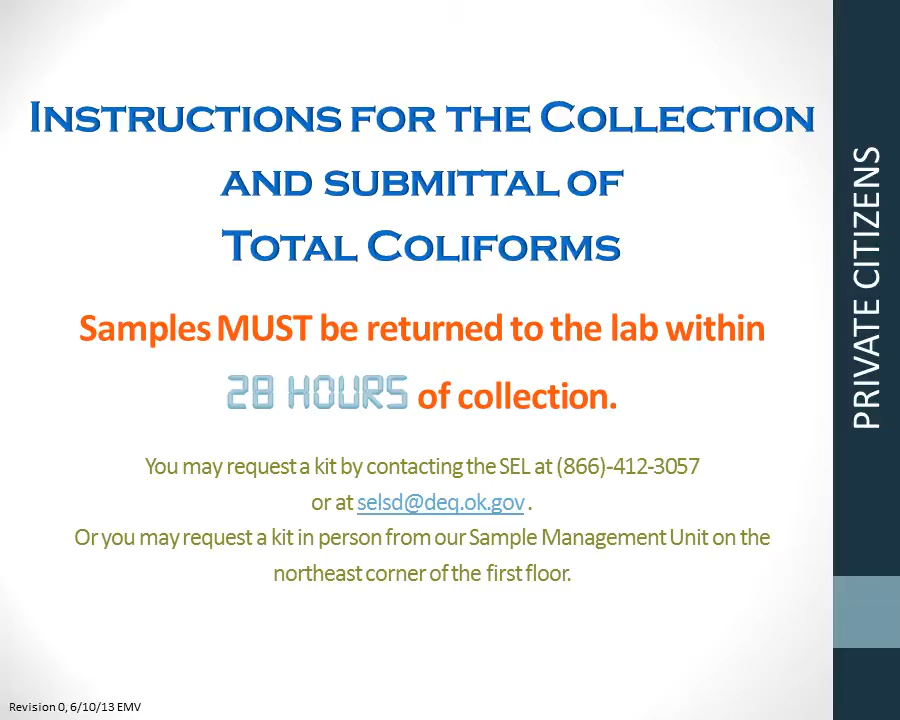 Instructions for the Collection
and submittal of
Total Coliforms
Samples MUST be returned to the lab within
28 HOURS of collection.
You may request a kit by contacting the SEL at (866)-412-3057
or at selsd@deq.ok.gov .
Or you may request a kit in person from our Sample Management Unit on the
northeast corner of the first floor.
PRIVATE CITIZENS
Revision 0, 6/10/13 EMV